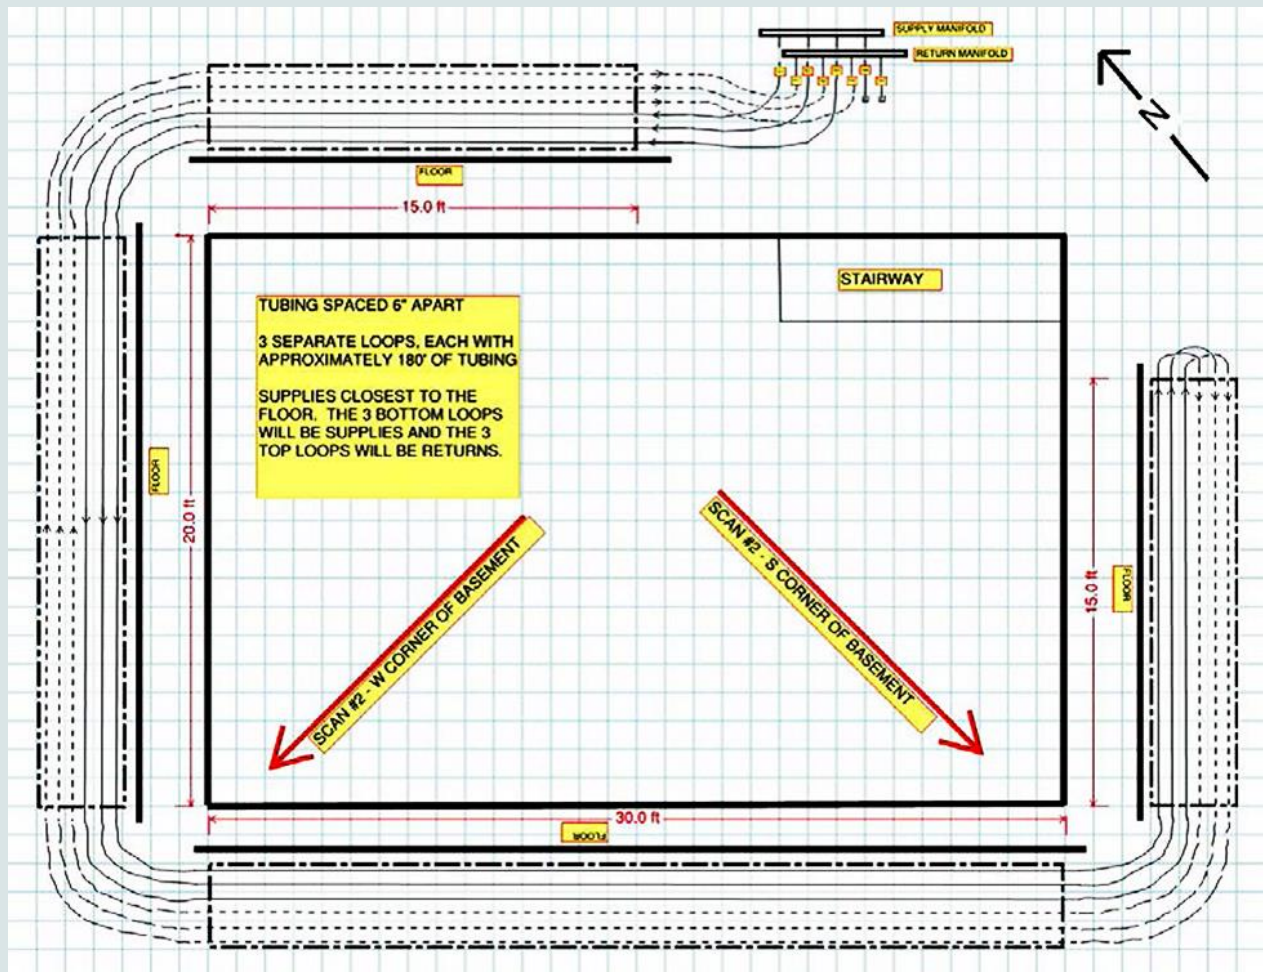 SUPPLY MANIFOLD
RETURN MANIFOLD
N
FLOOR
15.0 ft
STAIRWAY
TUBING SPACED 6" APART
3 SEPARATE LOOPS, EACH WITH
APPROXIMATELY 180' OF TUBING
SUPPLIES CLOSEST TO THE
FLOOR. THE 3 BOTTOM LOOPS
WILL BE SUPPLIES AND THE 3
TOP LOOPS WILL BE RETURNS.
FLOOR
20.0 ft
SCAN #2 - W CORNER OF BASEMENT
SCAN #2 - S CORNER OF BASEMENT
15.0 ft
FLOOR
30.0 ft
FLOOR